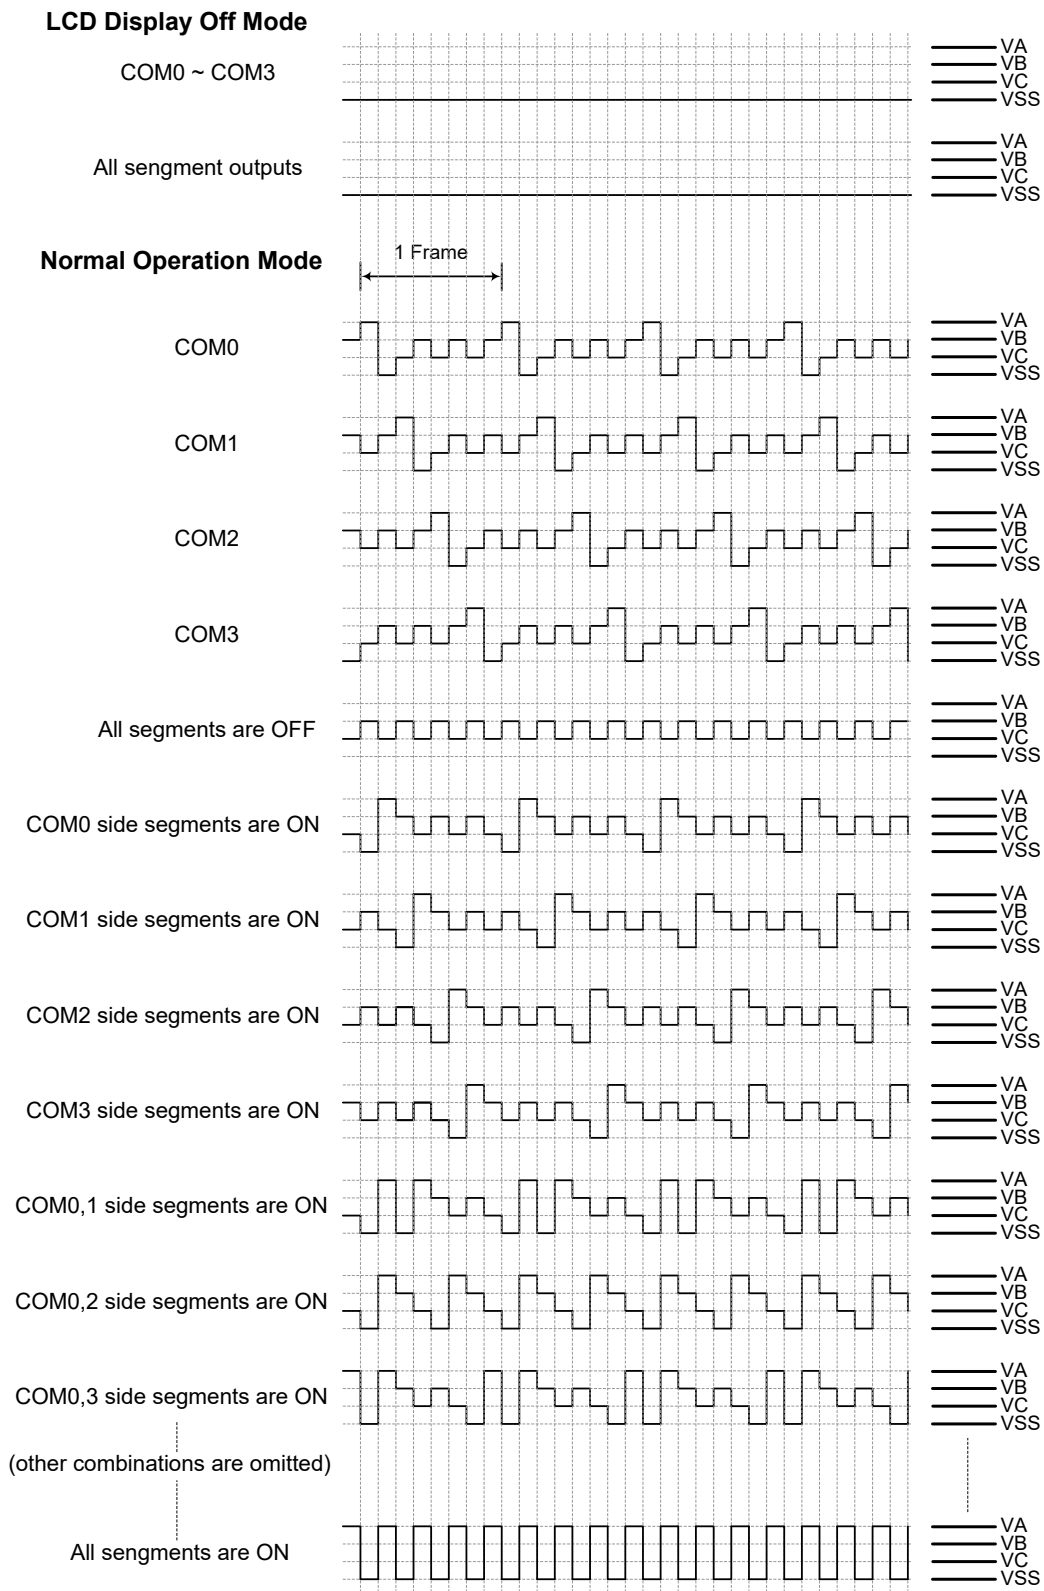 LCD Display Off Mode
COM0 ~ COM3
VA
VB
VC
VSS
All sengment outputs
VA
VB
VC
VSS
Normal Operation Mode
1 Frame
COM0
VA
VB
VC
VSS
COM1
VA
VB
VC
VSS
COM2
VA
VB
VC
VSS
COM3
VA
VB
VC
VSS
All segments are OFF
VA
VB
VC
VSS
COM0 side segments are ON
VA
VB
VC
VSS
COM1 side segments are ON
VA
VB
VC
VSS
COM2 side segments are ON
VA
VB
VC
VSS
COM3 side segments are ON
VA
VB
VC
VSS
COM0,1 side segments are ON
VA
VB
VC
VSS
COM0,2 side segments are ON
VA
VB
VC
VSS
COM0,3 side segments are ON
VA
VB
VC
VSS
(other combinations are omitted)
All sengments are ON
VA
VB
VC
VSS